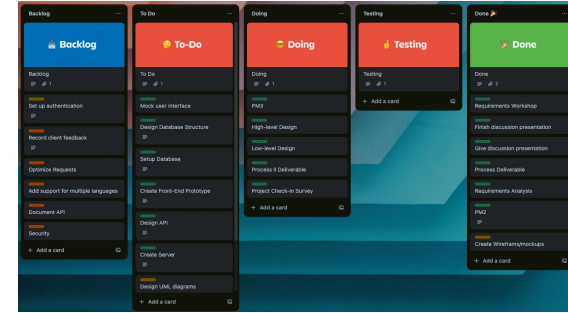 Backlog
Backlog
Backlog
1
Set up authentication
Record client feedback
Optimize Requests
Add support for multiple languages
Document API
Security
+ Add a card
To Do
🤔 To-Do
To Do
1
Mock user interface
Design Database Structure
Setup Database
Create Front-End Prototype
Design API
Create Server
Design UML diagrams
+ Add a card
Doing
Doing
Doing
1
PM3
High-level Design
Low-level Design
Process II Deliverable
Project Check-in Survey
+ Add a card
Testing
Testing
Testing
1
+ Add a card
Done 🎉
🎉 Done
Done
2
Requirements Workshop
Finish discussion presentation
Give discussion presentation
Process Deliverable
Requirements Analysis
PM2
Create Wireframe/mockups
+ Add a card